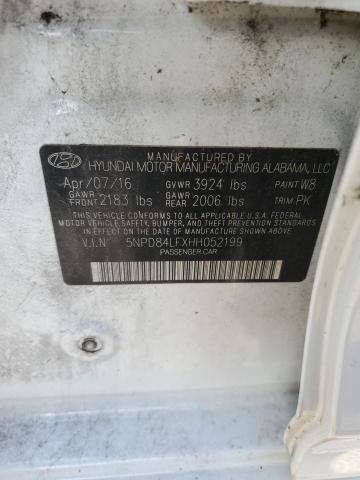 MANUFACTURED BY
HYUNDAI MOTOR MANUFACTURING ALABAMA, LLC
Apr/07/16 GVWR 3924 lbs PAINT W8
GAWR FRONT 2183 lbs GAWR REAR 2006 lbs TRIM PK
THIS VEHICLE CONFORMS TO ALL APPLICABLE U.S.A FEDERAL
MOTOR VEHICLE SAFETY, BUMPER, AND THEFT PREVENTION
STANDARDS IN EFFECT ON THE DATE OF MANUFACTURE SHOWN ABOVE.
V.I.N 5NPD84LFXHH052199
PASSENGER CAR